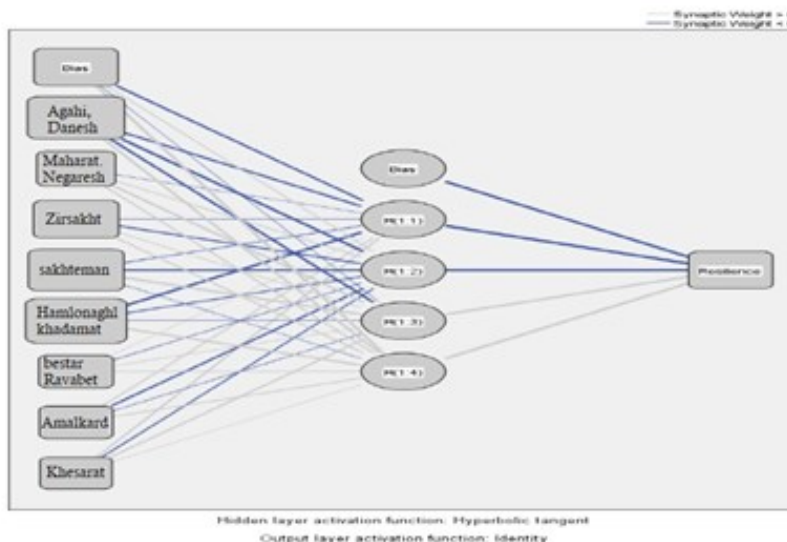 Synaptic Weight >
Synaptic Weight <
Bias
Agahi,
Danesh
Maharat.
Negaresh
Zirsakht
sakhteman
Hamlonaghl
khadamat
bestar
Ravabet
Amalkard
Khesarat
Bias
H(1:1)
H(1:2)
H(1:3)
H(1:4)
Resilience
Hidden layer activation function: Hyperbolic tangent
Output layer activation function: Identity